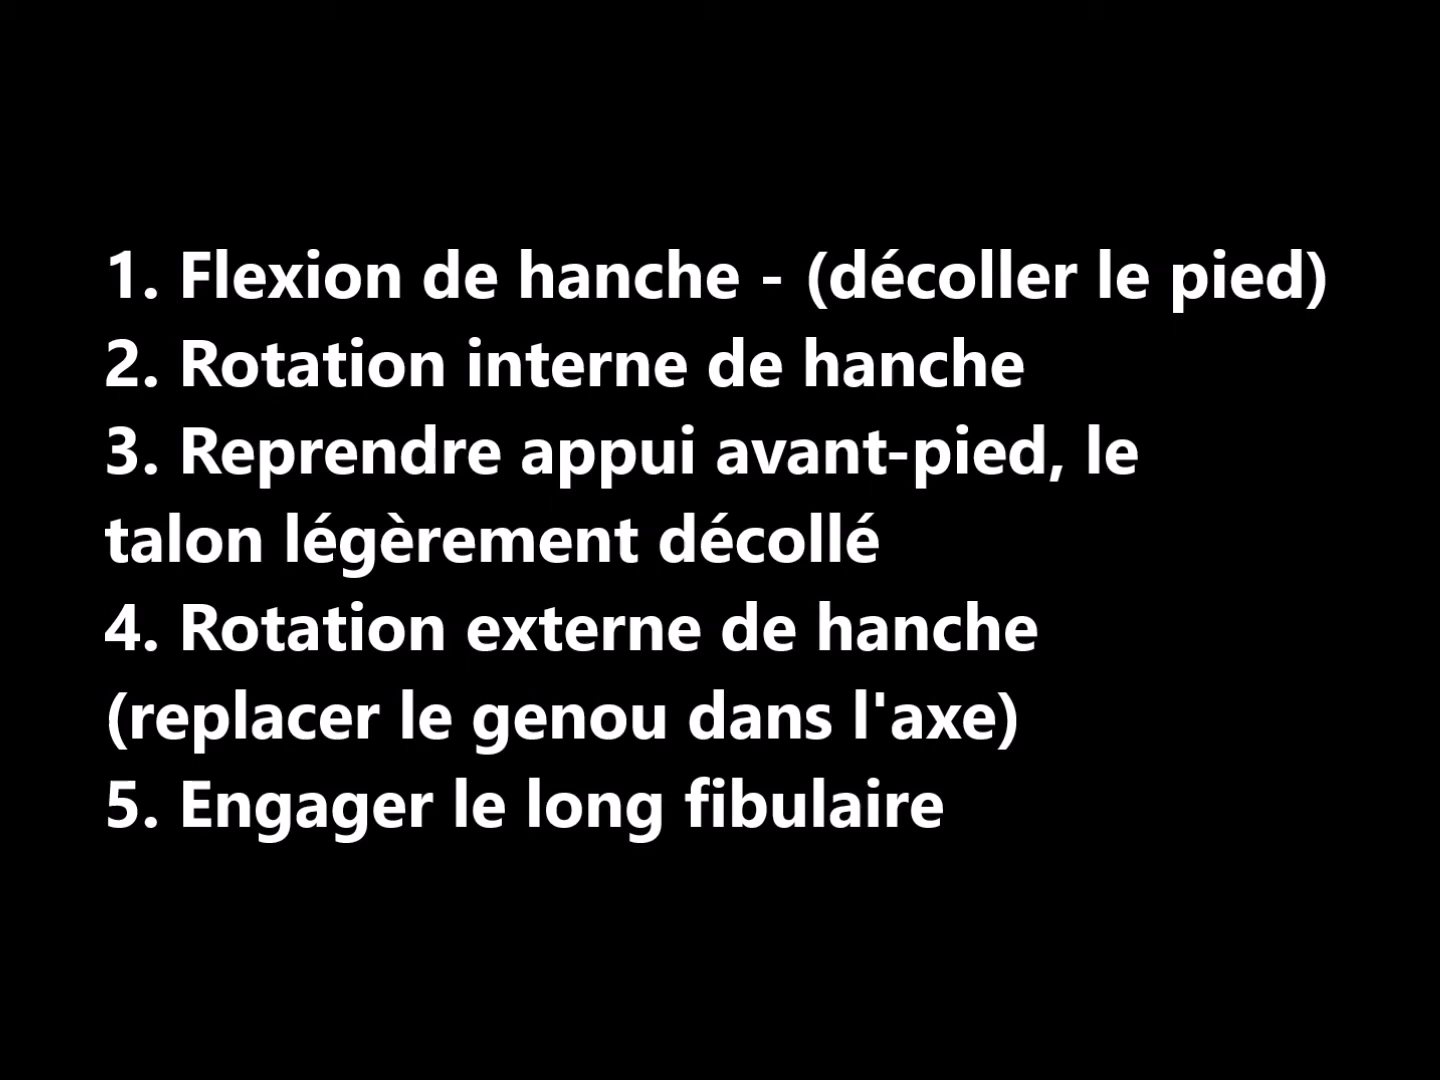 1. Flexion de hanche - (décoller le pied)
2. Rotation interne de hanche
3. Reprendre appui avant-pied, le
talon légèrement décollé
4. Rotation externe de hanche
(replacer le genou dans l'axe)
5. Engager le long fibulaire